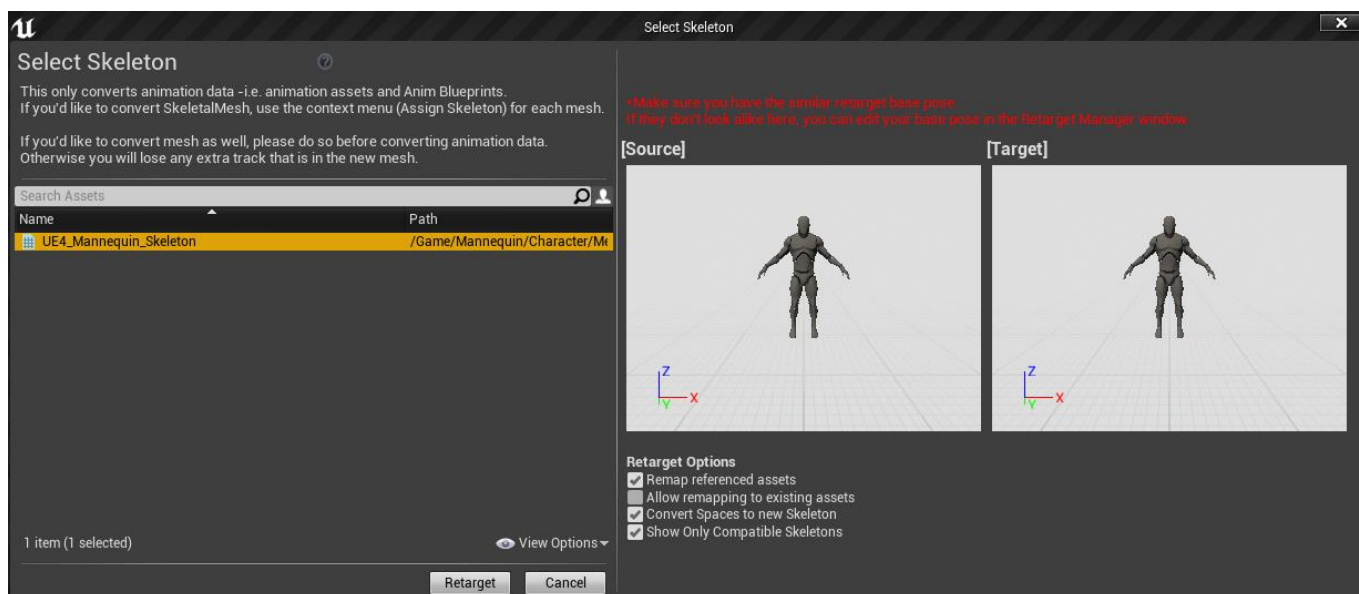 Select Skeleton
Select Skeleton
This only converts animation data -i.e. animation assets and Anim Blueprints.
If you'd like to convert SkeletalMesh, use the context menu (Assign Skeleton) for each mesh.
If you'd like to convert mesh as well, please do so before converting animation data.
Otherwise you will lose any extra track that is in the new mesh.
Search Assets
Name Path
UE4_Mannequin_Skeleton /Game/Mannequin/Character/Me
1 item (1 selected) View Options
Retarget Cancel
*Make sure you have the similar retarget base pose.
If they don't look alike here, you can edit your base pose in the Retarget Manager window.
[Source] [Target]
Z
X
Y
Z
X
Y
Retarget Options
Remap referenced assets
Allow remapping to existing assets
Convert Spaces to new Skeleton
Show Only Compatible Skeletons